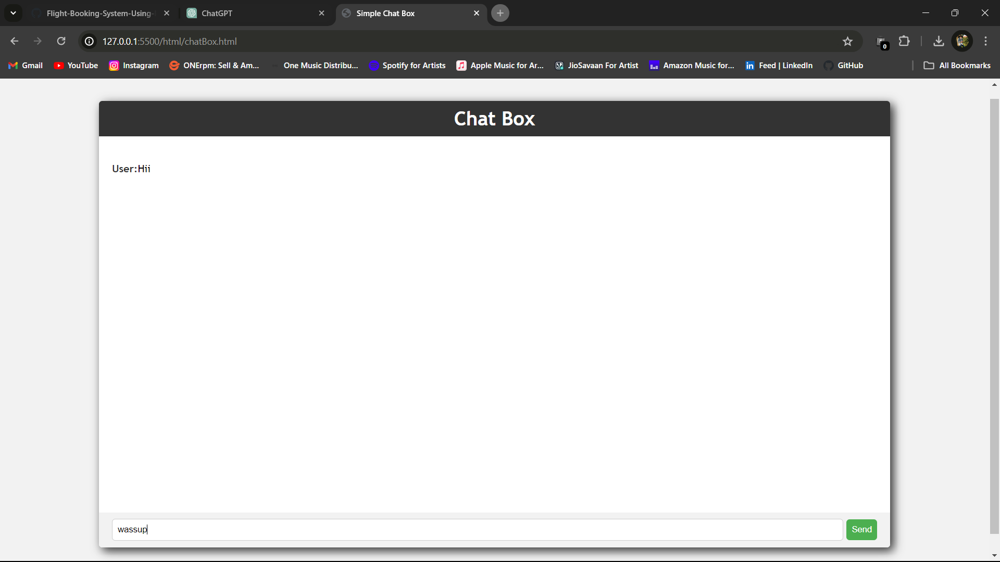 Flight-Booking-System-Using-
ChatGPT
Simple Chat Box
127.0.0.1:5500/html/chatBox.html
0
Gmail
YouTube
Instagram
ONErpm: Sell & Am...
One Music Distribu...
Spotify for Artists
Apple Music for Ar...
JioSavaan For Artist
Amazon Music for...
Feed | LinkedIn
GitHub
All Bookmarks
Chat Box
User:Hii
wassup
Send